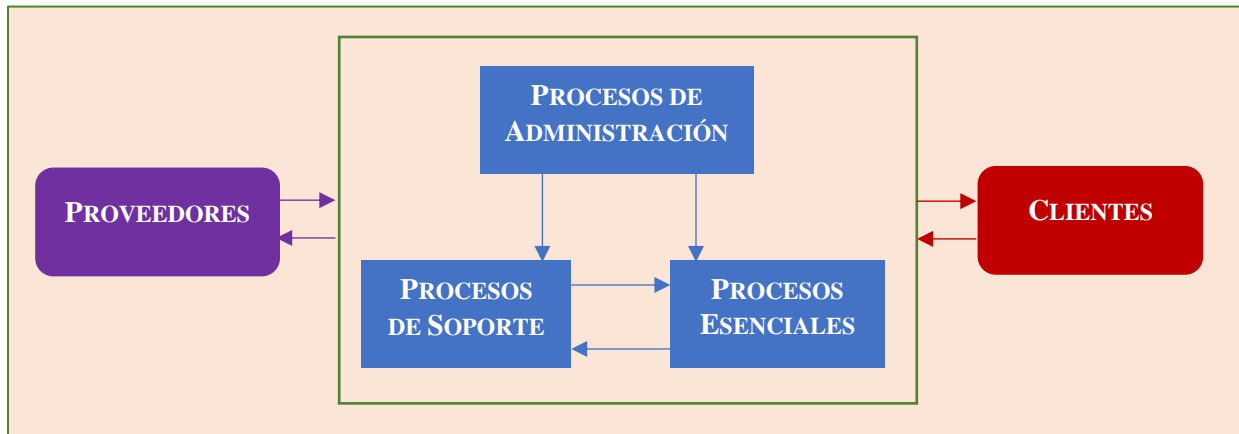 PROCESOS DE
ADMINISTRACIÓN
PROVEEDORES
CLIENTES
PROCESOS
DE SOPORTE
PROCESOS
ESENCIALES